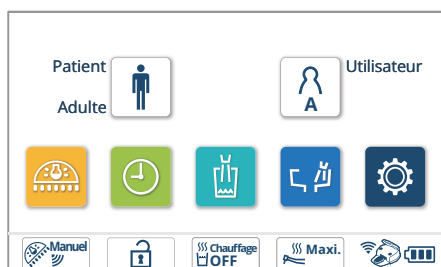 Patient
Adulte
Utilisateur
A
Manuel
Chauffage
OFF
Maxi.